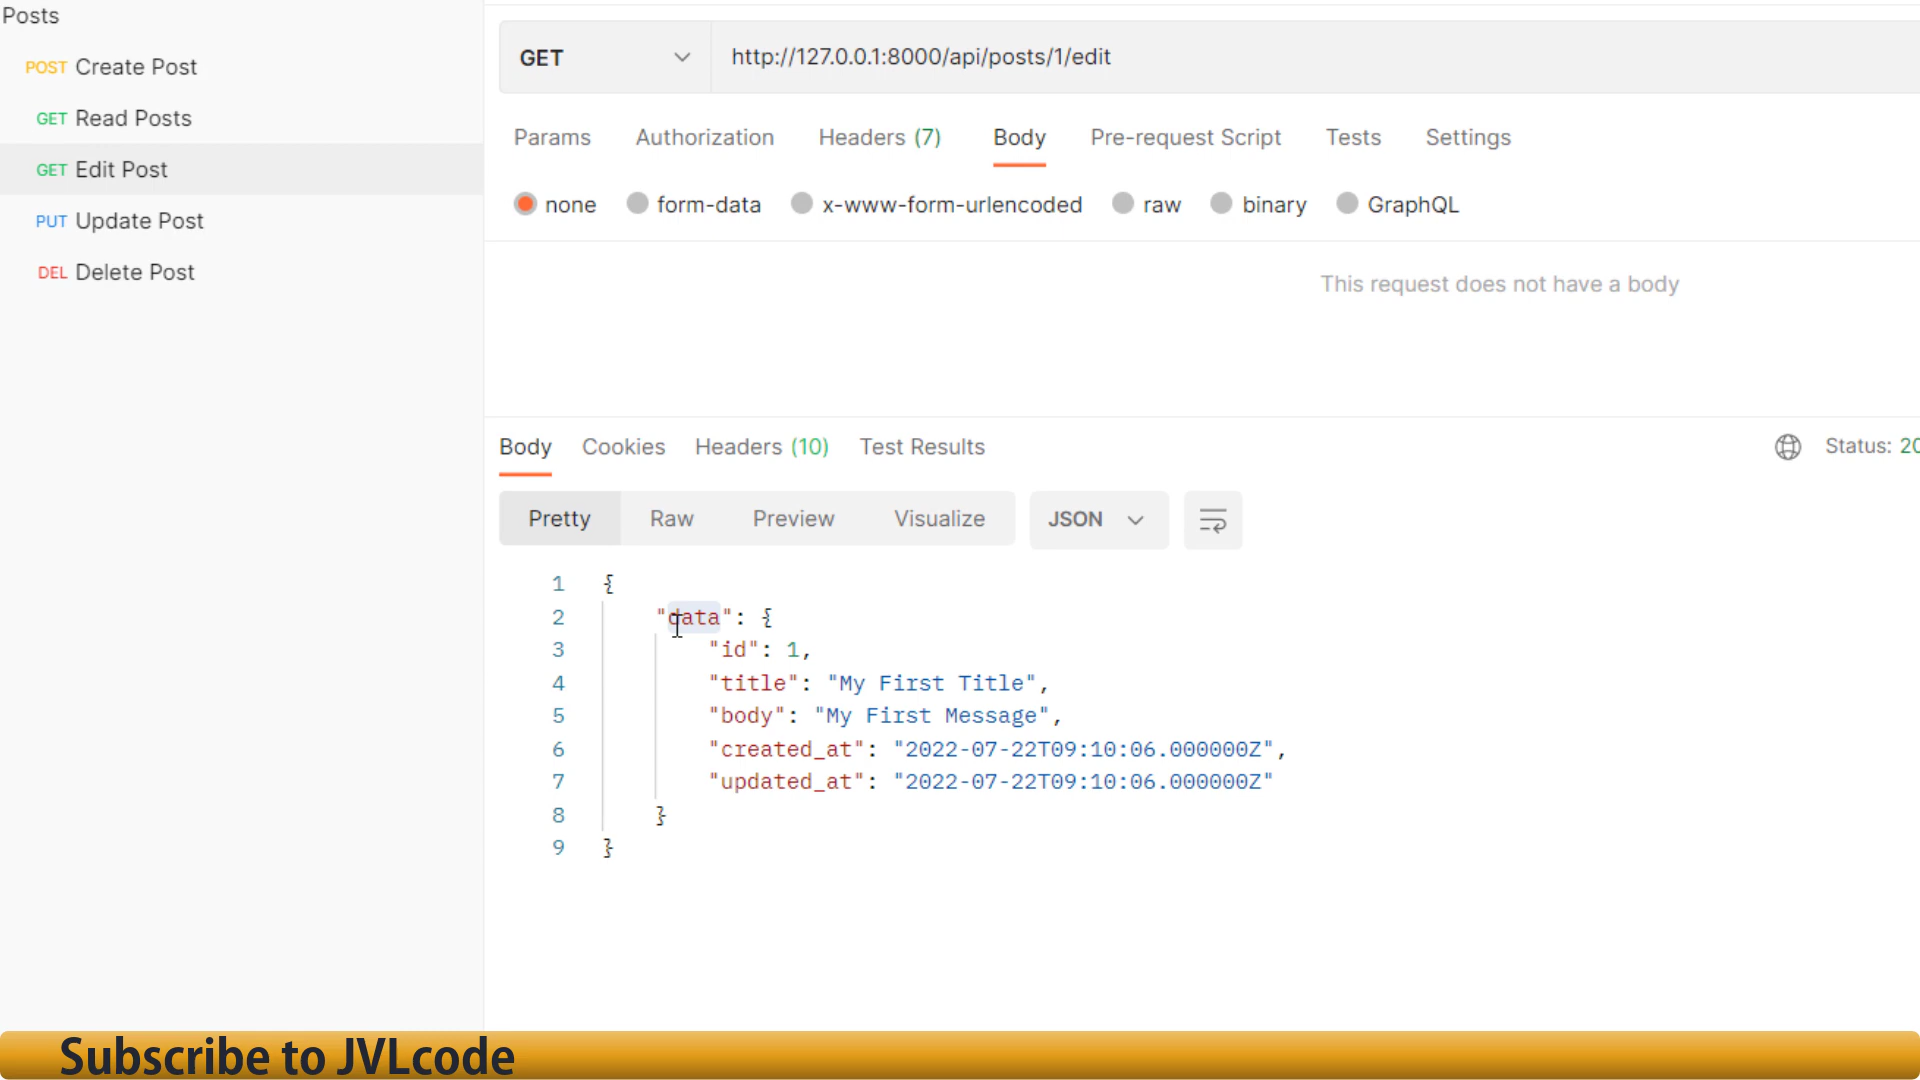 Posts
POST Create Post
GET Read Posts
GET Edit Post
PUT Update Post
DEL Delete Post
GET http://127.0.0.1:8000/api/posts/1/edit
Params Authorization Headers (7) Body Pre-request Script Tests Settings
none form-data x-www-form-urlencoded raw binary GraphQL
This request does not have a body
Body Cookies Headers (10) Test Results Status: 20
Pretty Raw Preview Visualize JSON
1 {
2 "data": {
3 "id": 1,
4 "title": "My First Title",
5 "body": "My First Message",
6 "created_at": "2022-07-22T09:10:06.000000Z",
7 "updated_at": "2022-07-22T09:10:06.000000Z"
8 }
9 }
Subscribe to JVLcode